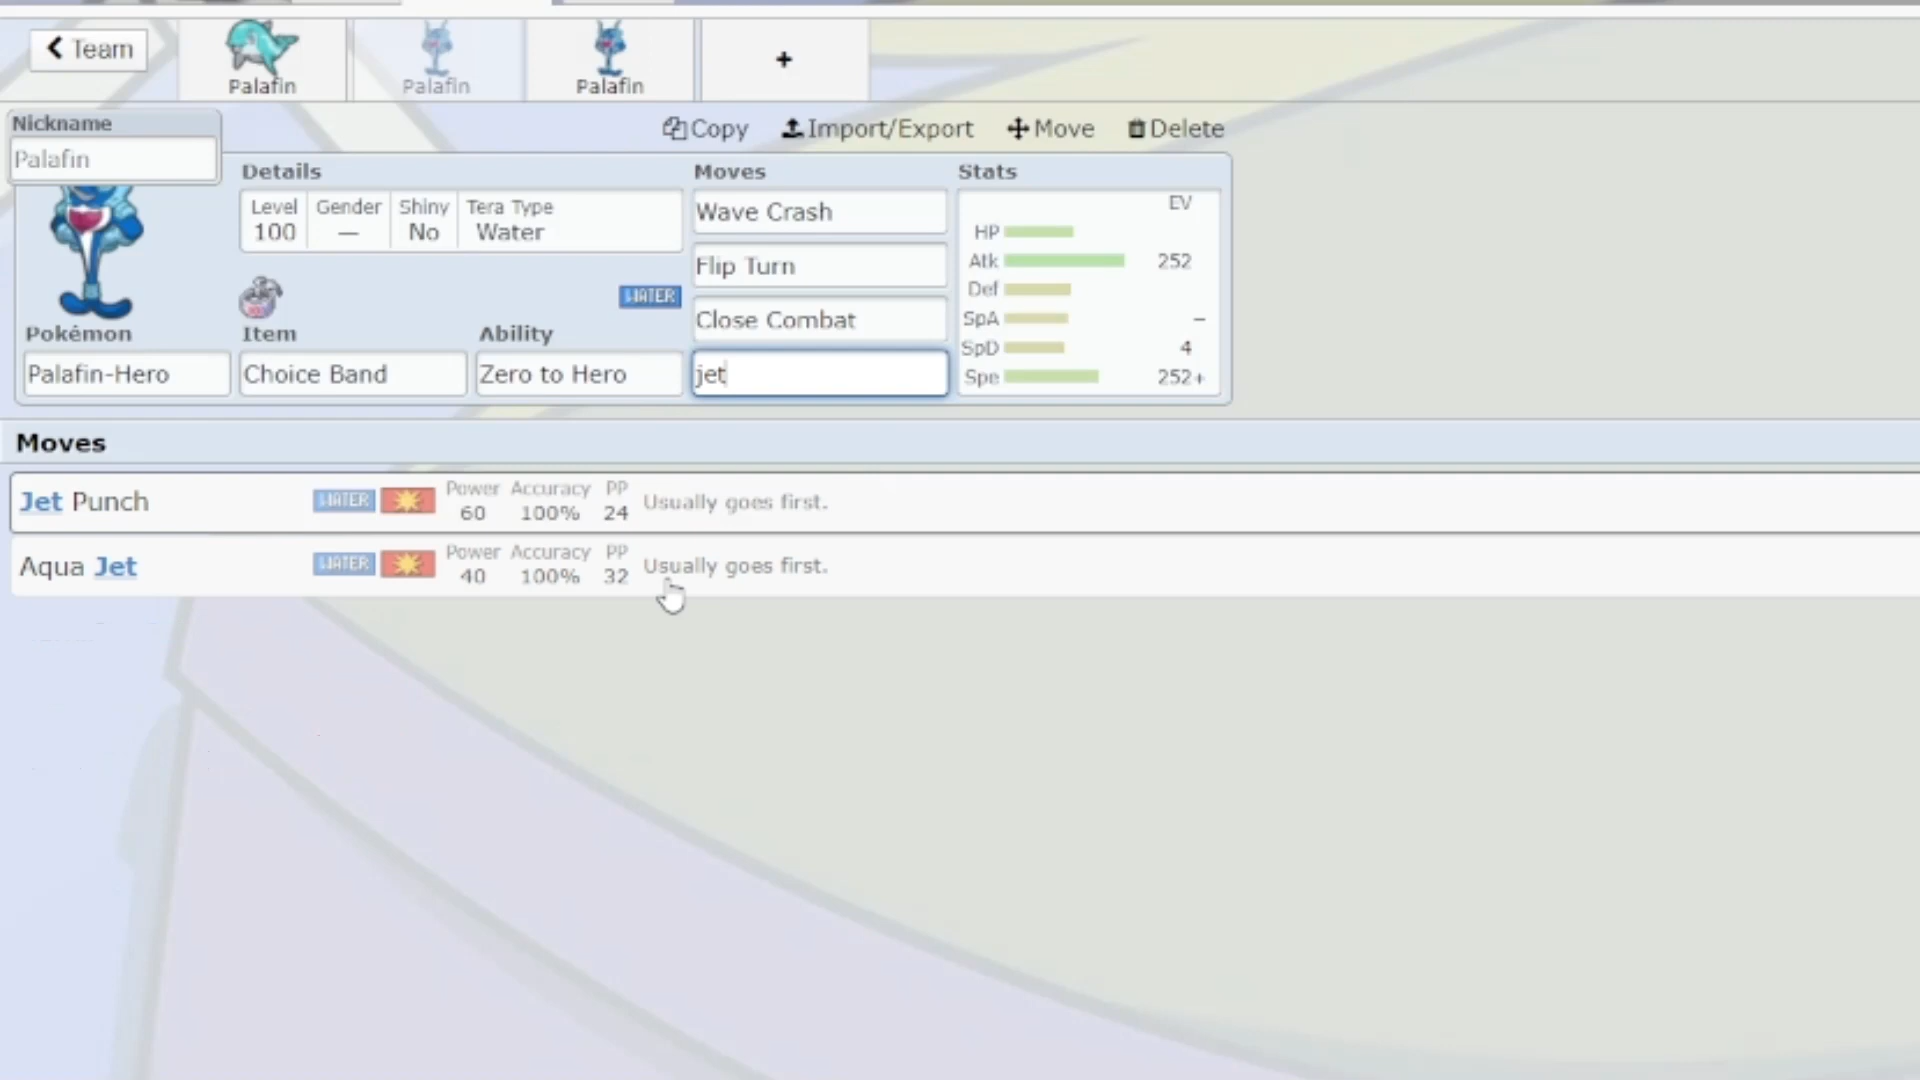 Team
Palafin
Palafin
Palafin
+
Nickname
Palafin
Copy Import/Export Move Delete
Details
Moves
Stats
Level Gender Shiny Tera Type
100 — No Water
WATER
Pokémon Item Ability
Palafin-Hero Choice Band Zero to Hero
Wave Crash
Flip Turn
Close Combat
jet
EV
HP
Atk 252
Def
SpA –
SpD 4
Spe 252+
Moves
Jet Punch WATER Power 60 Accuracy 100% PP 24 Usually goes first.
Aqua Jet WATER Power 40 Accuracy 100% PP 32 Usually goes first.